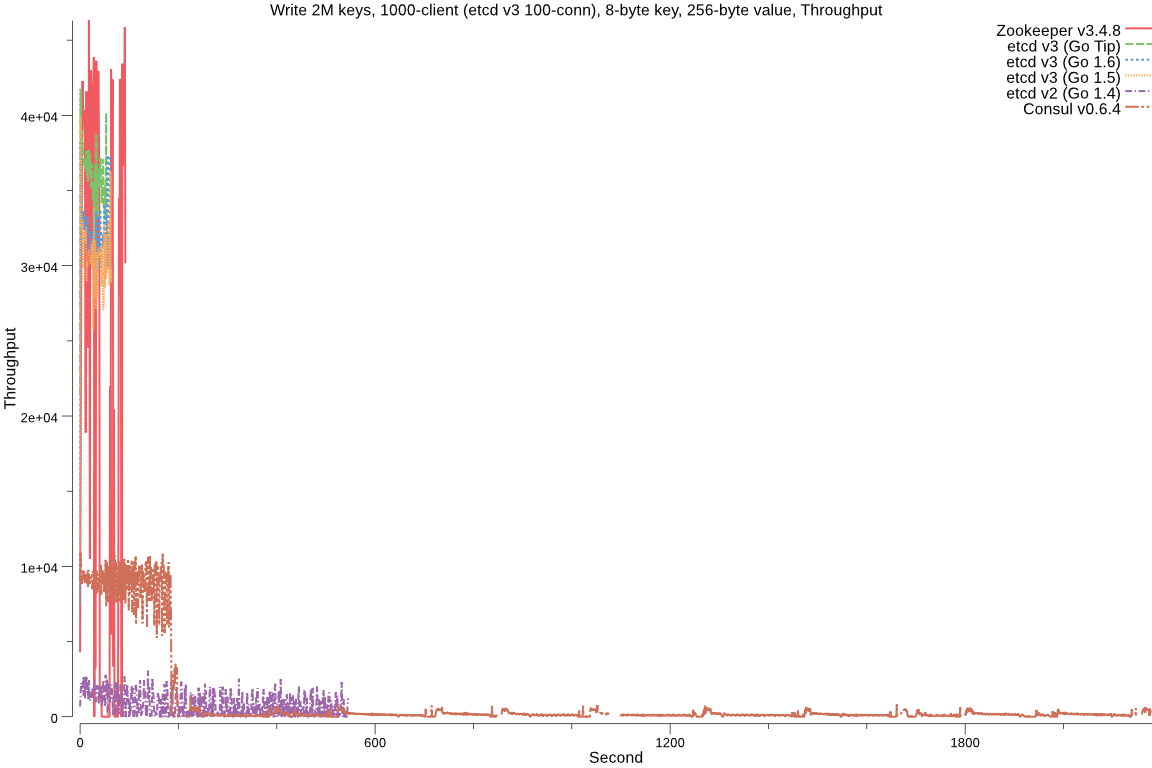 Write 2M keys, 1000-client (etcd v3 100-conn), 8-byte key, 256-byte value, Throughput
Zookeeper v3.4.8
etcd v3 (Go Tip)
etcd v3 (Go 1.6)
etcd v3 (Go 1.5)
etcd v2 (Go 1.4)
Consul v0.6.4
4e+04
3e+04
Throughput
2e+04
1e+04
0
0 600 1200 1800
Second